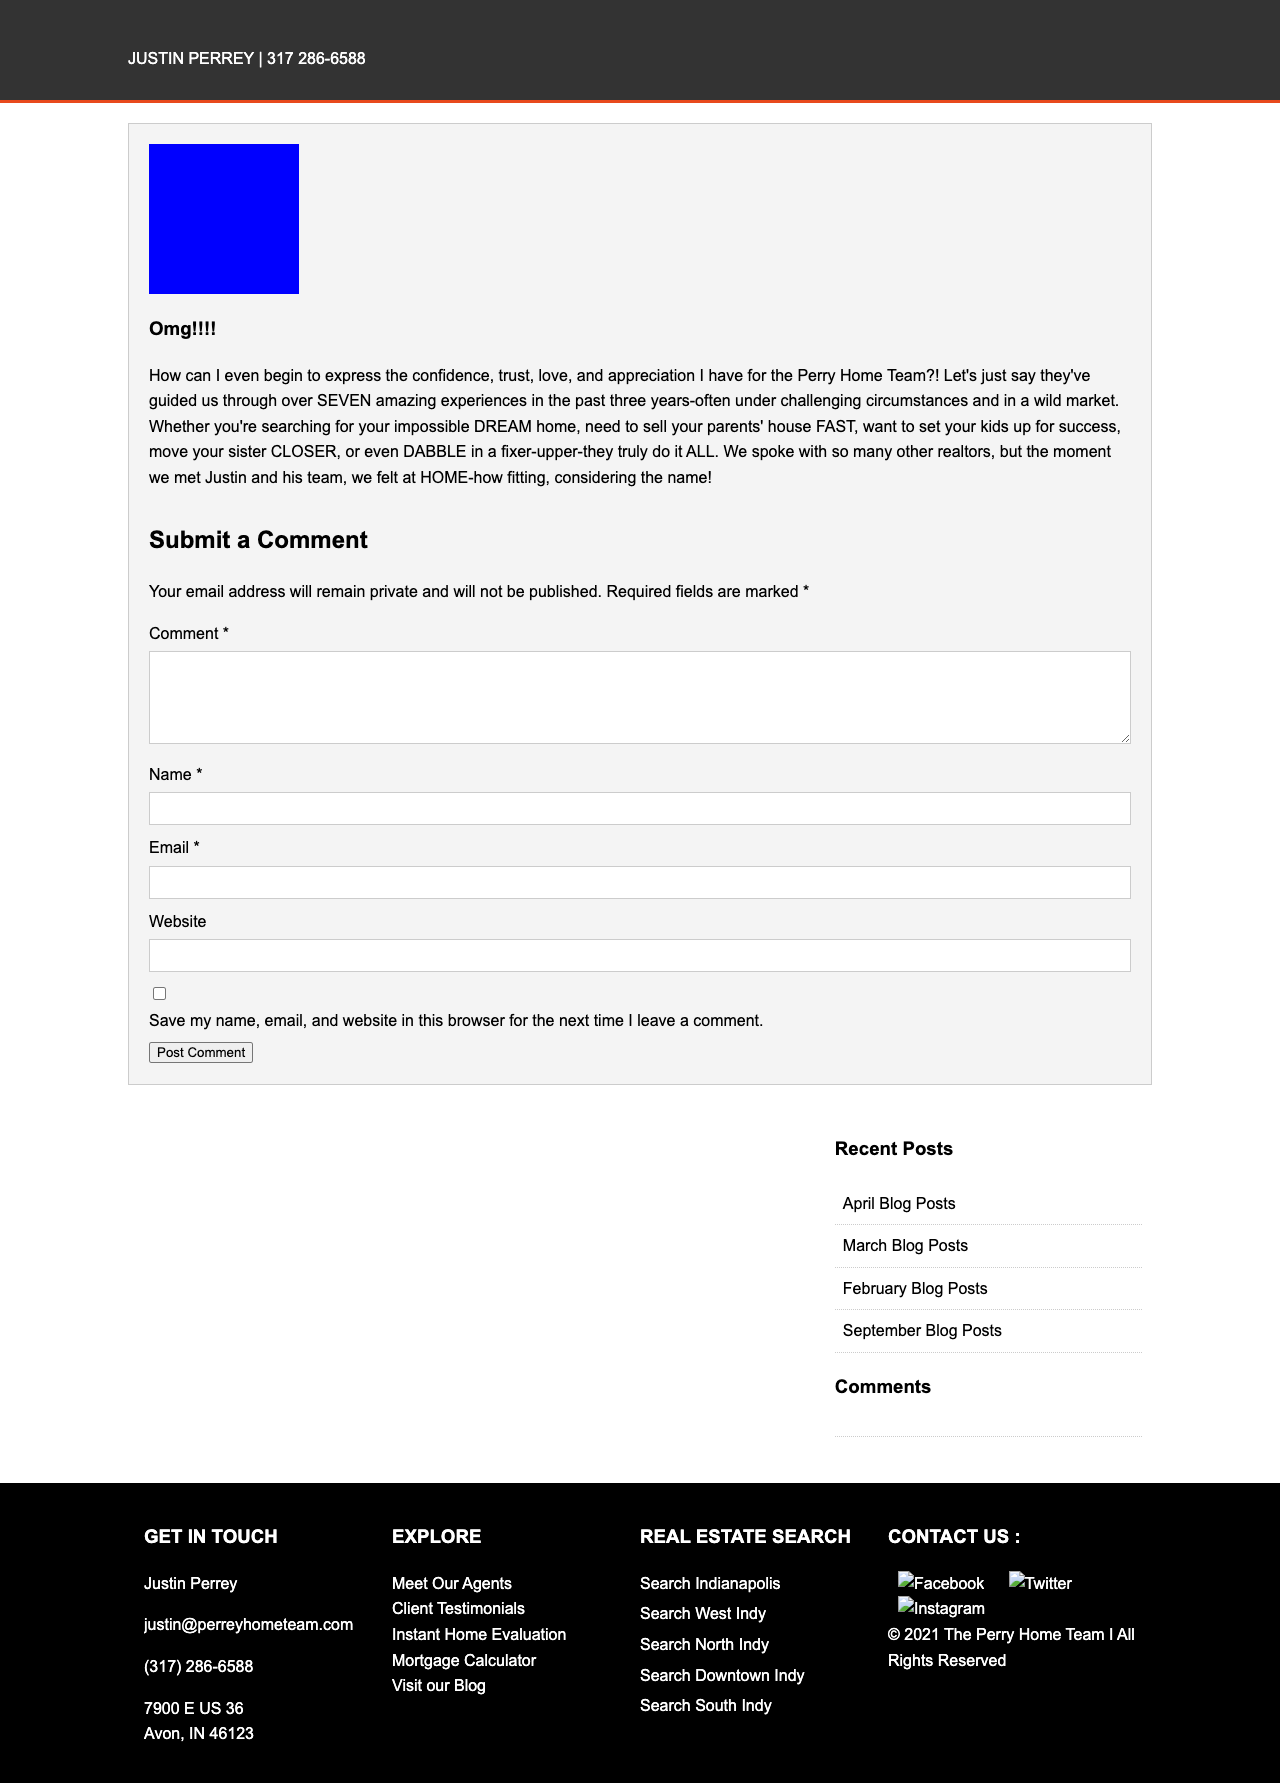 JUSTIN PERREY | 317 286-6588
Omg!!!!
How can I even begin to express the confidence, trust, love, and appreciation I have for the Perry Home Team?! Let's just say they've
guided us through over SEVEN amazing experiences in the past three years-often under challenging circumstances and in a wild market.
Whether you're searching for your impossible DREAM home, need to sell your parents' house FAST, want to set your kids up for success,
move your sister CLOSER, or even DABBLE in a fixer-upper-they truly do it ALL. We spoke with so many other realtors, but the moment
we met Justin and his team, we felt at HOME-how fitting, considering the name!
Submit a Comment
Your email address will remain private and will not be published. Required fields are marked *
Comment *
Name *
Email *
Website
Save my name, email, and website in this browser for the next time I leave a comment.
Post Comment
Recent Posts
April Blog Posts
March Blog Posts
February Blog Posts
September Blog Posts
Comments
GET IN TOUCH
Justin Perrey
justin@perreyhometeam.com
(317) 286-6588
7900 E US 36
Avon, IN 46123
EXPLORE
Meet Our Agents
Client Testimonials
Instant Home Evaluation
Mortgage Calculator
Visit our Blog
REAL ESTATE SEARCH
Search Indianapolis
Search West Indy
Search North Indy
Search Downtown Indy
Search South Indy
CONTACT US :
Facebook Twitter
Instagram
© 2021 The Perry Home Team I All
Rights Reserved